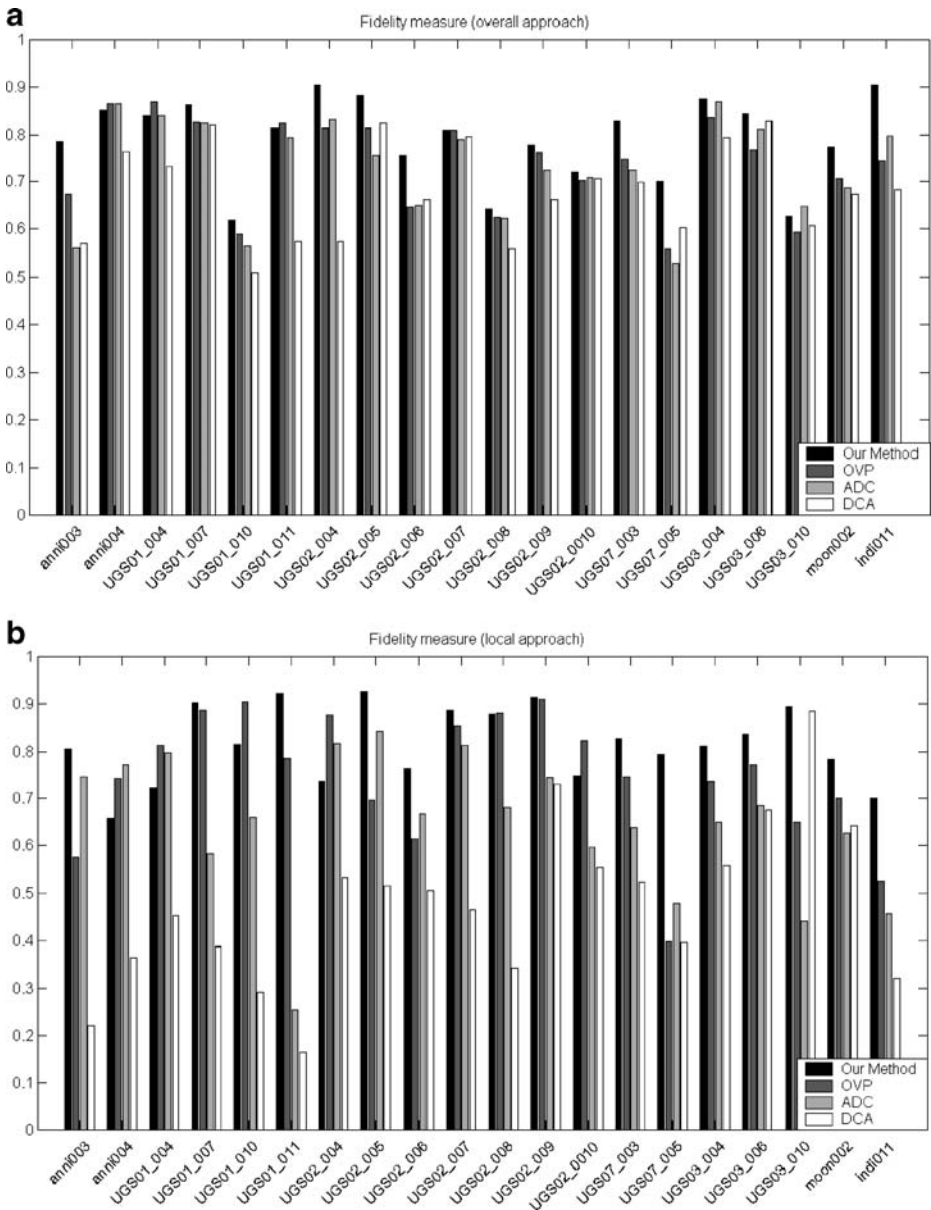 a
Fidelity measure (overall approach)
1
0.9
0.8
0.7
0.6
0.5
0.4
0.3
0.2
0.1
0
Our Method
OVP
ADC
DCA
anni003
anni004
UGS01_004
UGS01_007
UGS01_010
UGS01_011
UGS02_004
UGS02_005
UGS02_006
UGS02_007
UGS02_008
UGS02_009
UGS02_0010
UGS07_003
UGS07_005
UGS03_004
UGS03_006
UGS03_010
moon002
indi011
b
Fidelity measure (local approach)
1
0.9
0.8
0.7
0.6
0.5
0.4
0.3
0.2
0.1
0
Our Method
OVP
ADC
DCA
anni003
anni004
UGS01_004
UGS01_007
UGS01_010
UGS01_011
UGS02_004
UGS02_005
UGS02_006
UGS02_007
UGS02_008
UGS02_009
UGS02_0010
UGS07_003
UGS07_005
UGS03_004
UGS03_006
UGS03_010
moon002
indi011